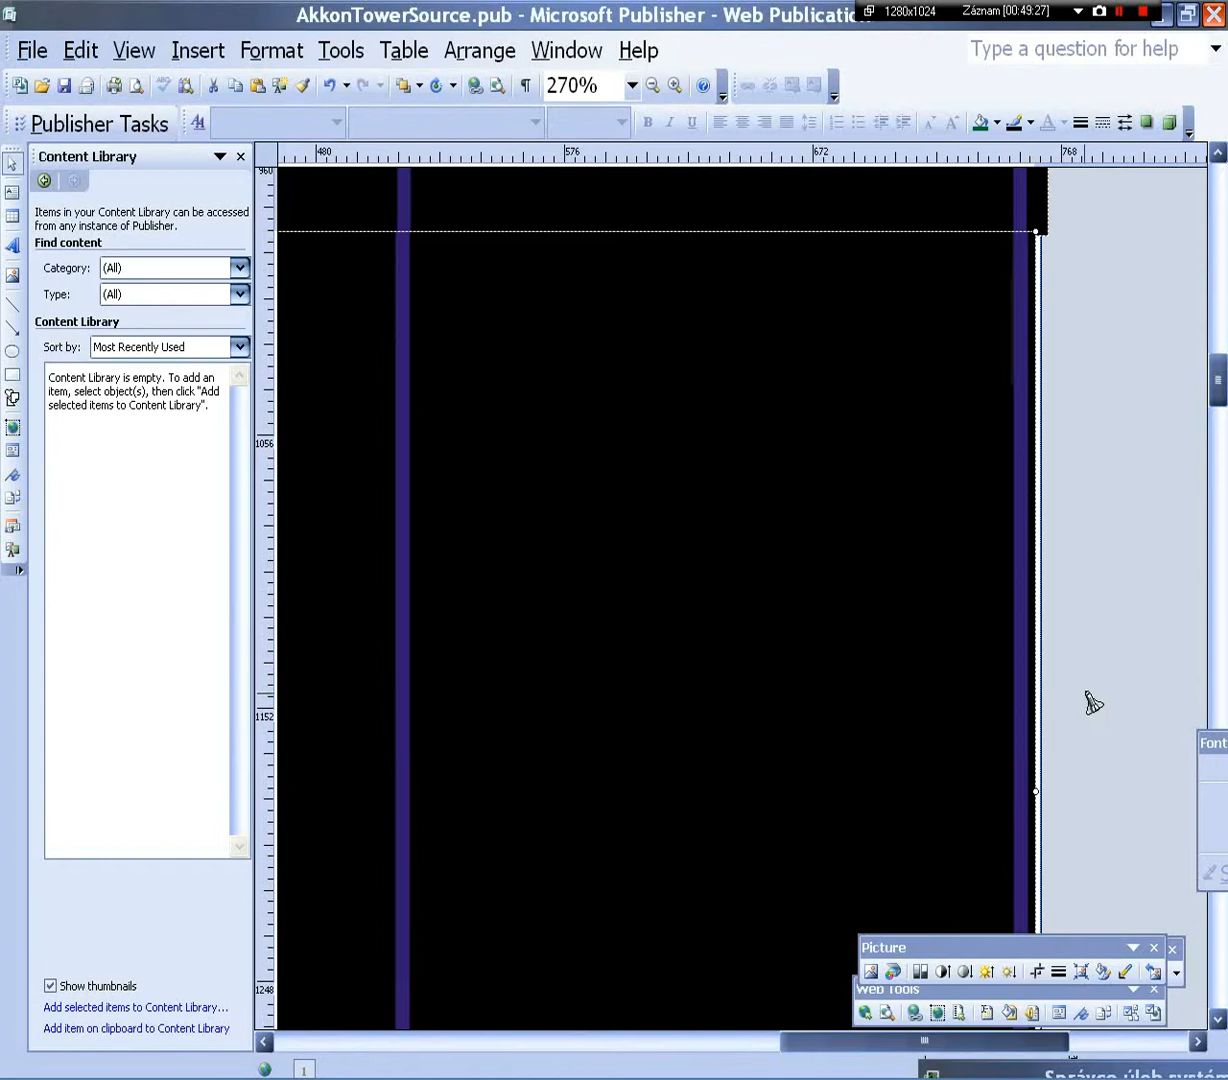 AkkonTowerSource.pub - Microsoft Publisher - Web Publicatio
1280x1024 Záznam [00:49:27]
File Edit View Insert Format Tools Table Arrange Window Help
Type a question for help
270%
Publisher Tasks
Content Library
Items in your Content Library can be accessed
from any instance of Publisher.
Find content
Category: (All)
Type: (All)
Content Library
Sort by: Most Recently Used
Content Library is empty. To add an
item, select object(s), then click "Add
selected items to Content Library".
Show thumbnails
Add selected items to Content Library...
Add item on clipboard to Content Library
480 576 672 768
960
1056
1152
1248
Font
Picture
Web Tools
1
Správce úloh systém